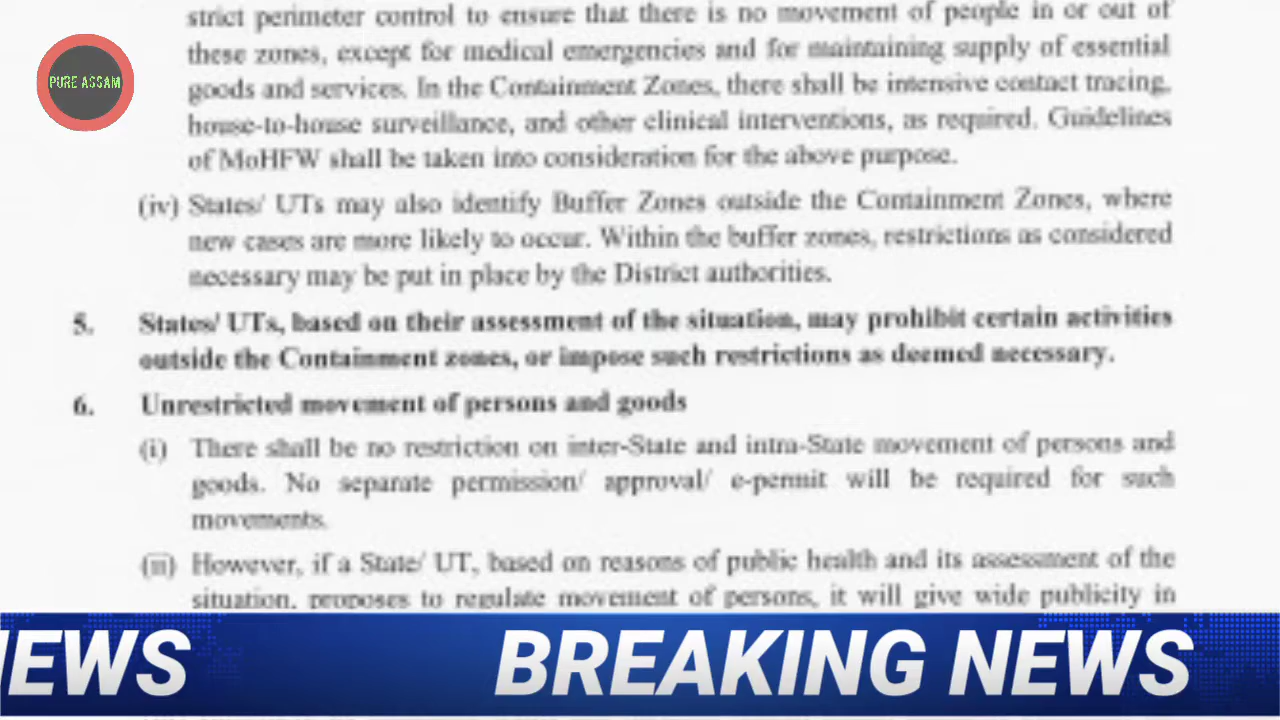 strict perimeter control to ensure that there is no movement of people in or out of
PURE ASSAM
these zones, except for medical emergencies and for maintaining supply of essential
goods and services. In the Containment Zones, there shall be intensive contact tracing,
house-to-house surveillance, and other clinical interventions, as required. Guidelines
of MoHFW shall be taken into consideration for the above purpose.
(iv) States/ UTs may also identify Buffer Zones outside the Containment Zones, where
new cases are more likely to occur. Within the buffer zones, restrictions as considered
necessary may be put in place by the District authorities.
5. States/ UTs, based on their assessment of the situation, may prohibit certain activities
outside the Containment zones, or impose such restrictions as deemed necessary.
6. Unrestricted movement of persons and goods
(i) There shall be no restriction on inter-State and intra-State movement of persons and
goods. No separate permission/ approval/ e-permit will be required for such
movements.
(ii) However, if a State/ UT, based on reasons of public health and its assessment of the
situation, proposes to regulate movement of persons, it will give wide publicity in
NEWS BREAKING NEWS